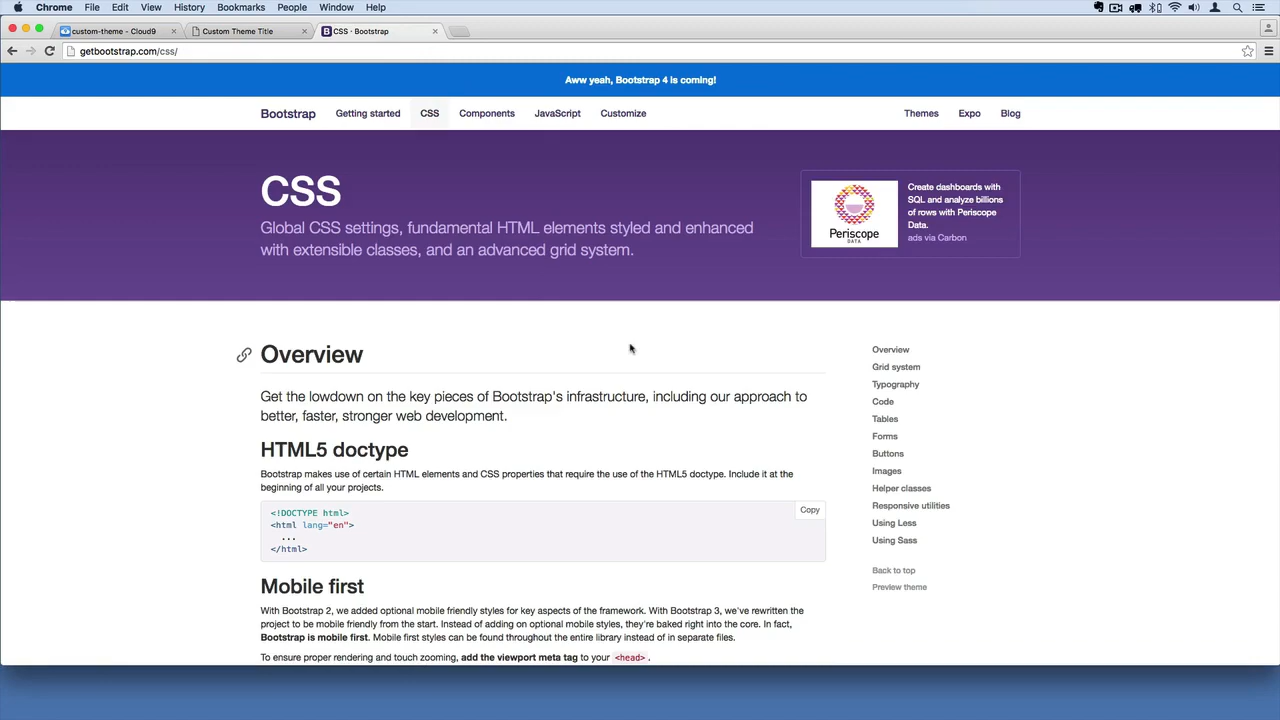 Chrome File Edit View History Bookmarks People Window Help
custom-theme - Cloud9 Custom Theme Title CSS · Bootstrap
getbootstrap.com/css/
Aww yeah, Bootstrap 4 is coming!
Bootstrap Getting started CSS Components JavaScript Customize Themes Expo Blog
CSS
Global CSS settings, fundamental HTML elements styled and enhanced
with extensible classes, and an advanced grid system.
Periscope
DATA
Create dashboards with
SQL and analyze billions
of rows with Periscope
Data.
ads via Carbon
Overview
Get the lowdown on the key pieces of Bootstrap's infrastructure, including our approach to
better, faster, stronger web development.
HTML5 doctype
Bootstrap makes use of certain HTML elements and CSS properties that require the use of the HTML5 doctype. Include it at the
beginning of all your projects.
Copy
<!DOCTYPE html>
<html lang="en">
...
</html>
Mobile first
With Bootstrap 2, we added optional mobile friendly styles for key aspects of the framework. With Bootstrap 3, we've rewritten the
project to be mobile friendly from the start. Instead of adding on optional mobile styles, they're baked right into the core. In fact,
Bootstrap is mobile first. Mobile first styles can be found throughout the entire library instead of in separate files.
To ensure proper rendering and touch zooming, add the viewport meta tag to your <head>.
Overview
Grid system
Typography
Code
Tables
Forms
Buttons
Images
Helper classes
Responsive utilities
Using Less
Using Sass
Back to top
Preview theme